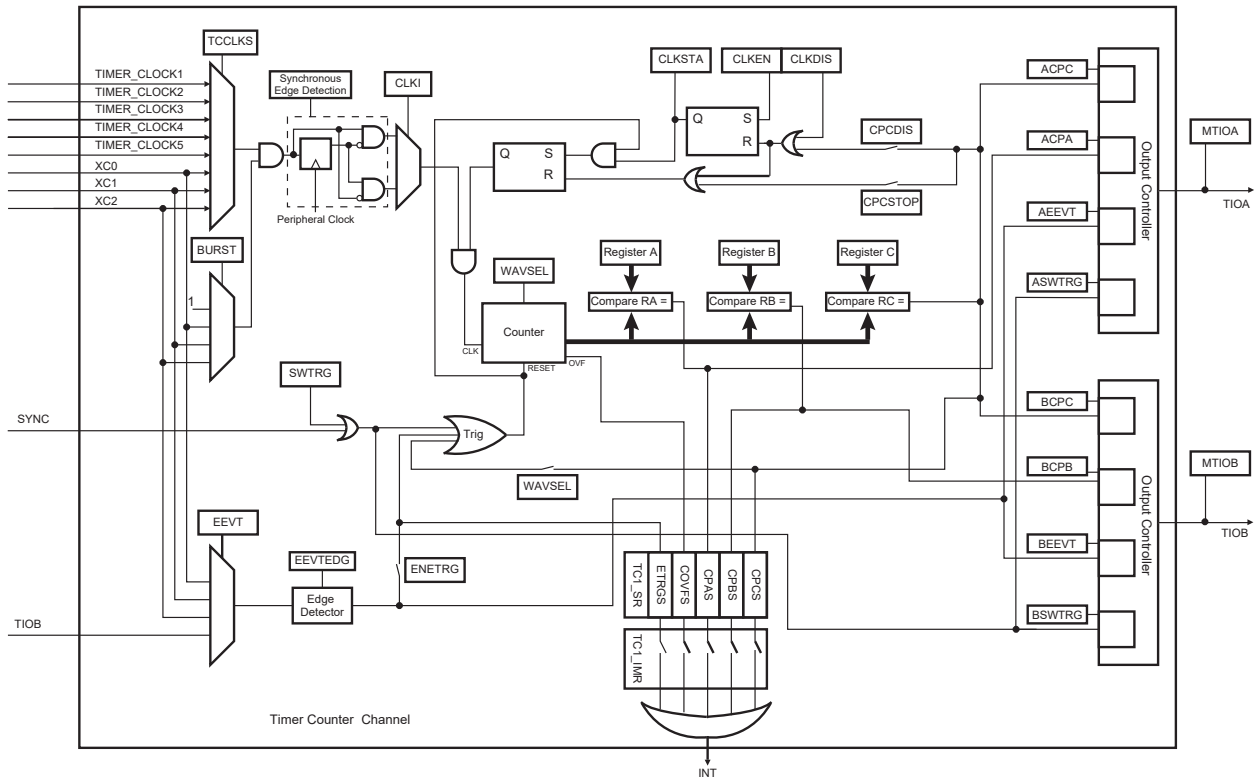 TCCLKS
TIMER_CLOCK1
TIMER_CLOCK2
TIMER_CLOCK3
TIMER_CLOCK4
TIMER_CLOCK5
XC0
XC1
XC2
Synchronous
Edge Detection
CLKI
Peripheral Clock
BURST
1
CLKSTA
CLKEN
CLKDIS
Q
S
R
Q
S
R
CPCDIS
CPCSTOP
ACPC
ACPA
AEEVT
ASWTRG
Output Controller
MTIOA
TIOA
Register A
Register B
Register C
Compare RA =
Compare RB =
Compare RC =
WAVSEL
Counter
CLK
RESET
OVF
SWTRG
SYNC
Trig
WAVSEL
BCPC
BCPB
BEEVT
BSWTRG
Output Controller
MTIOB
TIOB
EEVT
EEVTEDG
Edge
Detector
ENETRG
TIOB
TC1_SR
ETRGS
COVFS
CPAS
CPBS
CPCS
TC1_IMR
Timer Counter Channel
INT